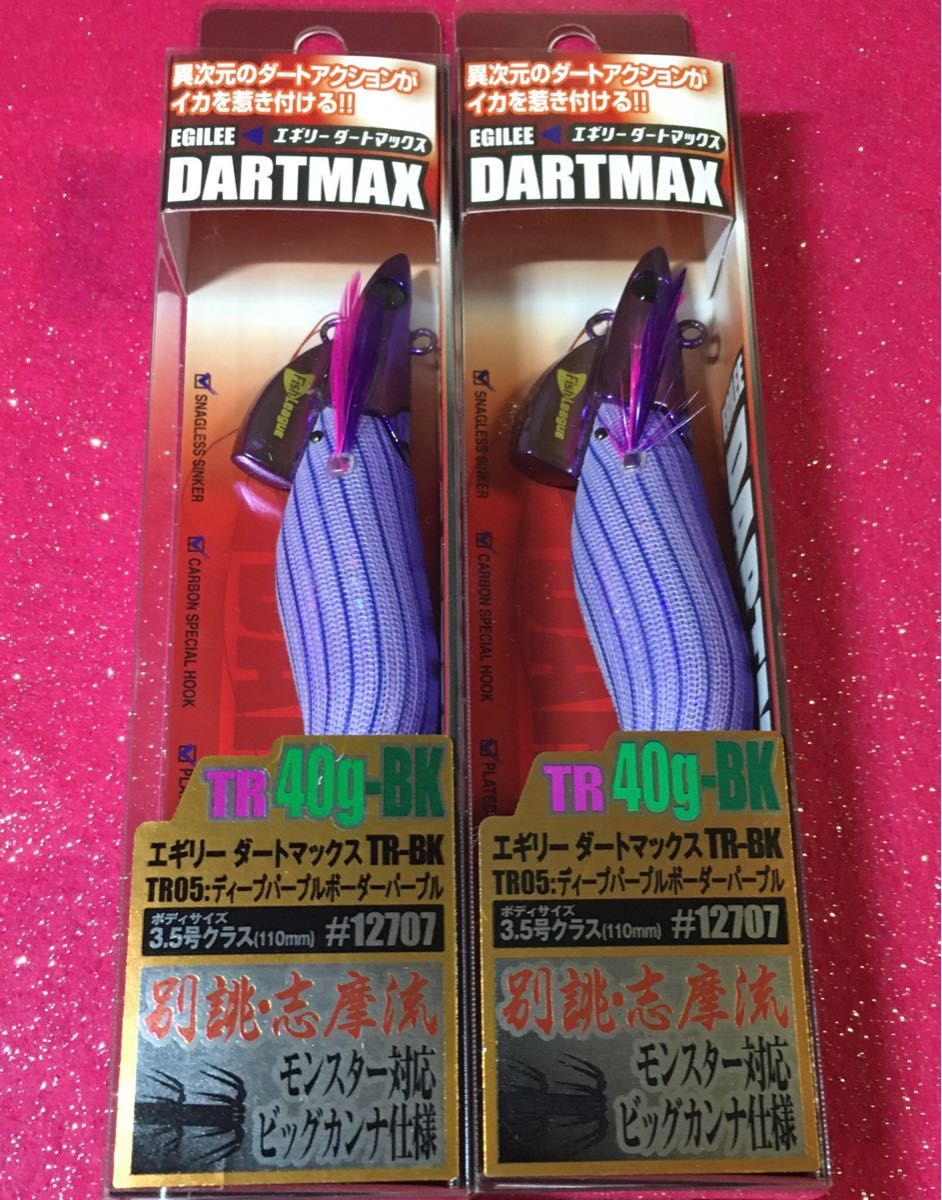 異次元のダートアクションが
イカを惹き付ける!!
EGILEE エギリー ダートマックス
DARTMAX
FishLeague
SNAGLESS SINKER
CARBON SPECIAL HOOK
PLATED
TR 40g-BK
エギリー ダートマックス TR-BK
TR05:ディープパープルボーダーパープル
ボディサイズ
3.5号クラス(110mm) #12707
別誂・志摩流
モンスター対応
ビッグカンナ仕様
異次元のダートアクションが
イカを惹き付ける!!
EGILEE エギリー ダートマックス
DARTMAX
FishLeague
SNAGLESS SINKER
CARBON SPECIAL HOOK
PLATED
TR 40g-BK
エギリー ダートマックス TR-BK
TR05:ディープパープルボーダーパープル
ボディサイズ
3.5号クラス(110mm) #12707
別誂・志摩流
モンスター対応
ビッグカンナ仕様